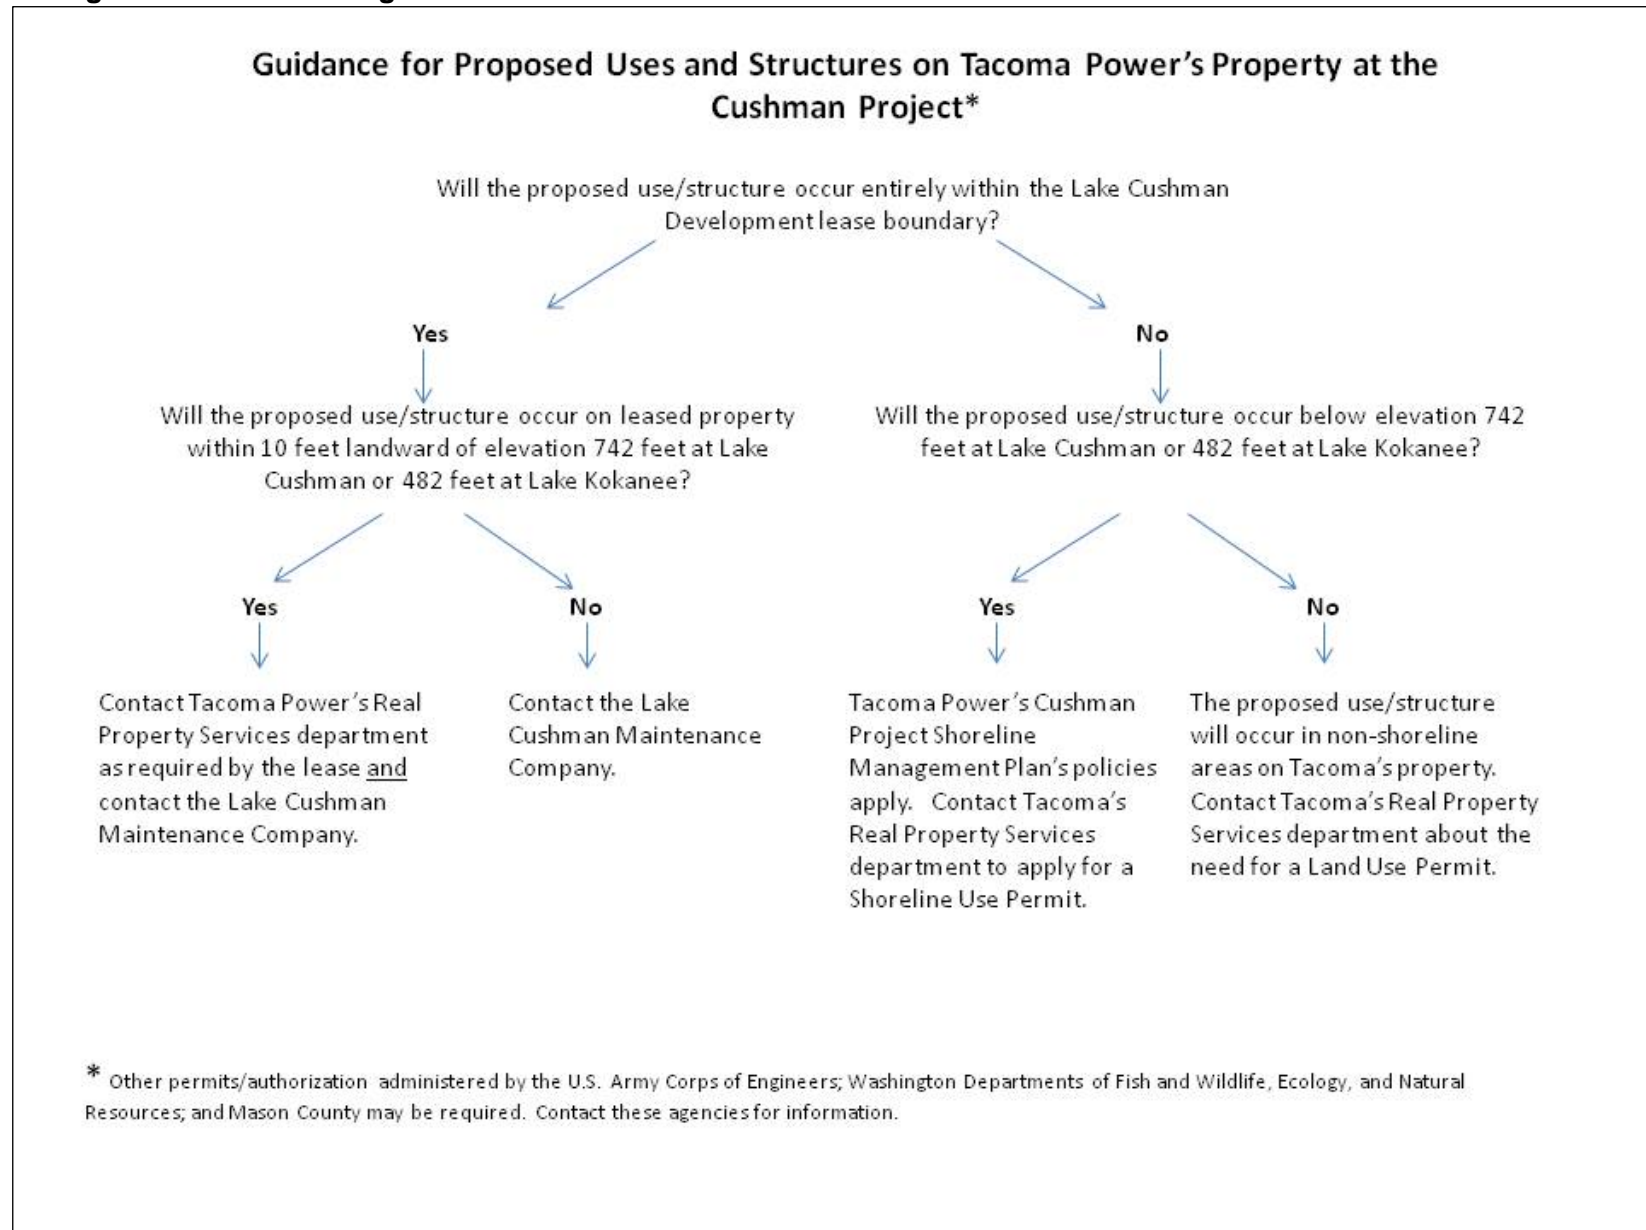 Guidance for Proposed Uses and Structures on Tacoma Power’s Property at the
Cushman Project*
Will the proposed use/structure occur entirely within the Lake Cushman
Development lease boundary?
Yes
No
Will the proposed use/structure occur on leased property
within 10 feet landward of elevation 742 feet at Lake
Cushman or 482 feet at Lake Kokanee?
Will the proposed use/structure occur below elevation 742
feet at Lake Cushman or 482 feet at Lake Kokanee?
Yes
No
Yes
No
Contact Tacoma Power’s Real
Property Services department
as required by the lease and
contact the Lake Cushman
Maintenance Company.
Contact the Lake
Cushman Maintenance
Company.
Tacoma Power’s Cushman
Project Shoreline
Management Plan’s policies
apply. Contact Tacoma’s
Real Property Services
department to apply for a
Shoreline Use Permit.
The proposed use/structure
will occur in non-shoreline
areas on Tacoma’s property.
Contact Tacoma’s Real Property
Services department about the
need for a Land Use Permit.
* Other permits/authorization administered by the U.S. Army Corps of Engineers; Washington Departments of Fish and Wildlife, Ecology, and Natural
Resources; and Mason County may be required. Contact these agencies for information.